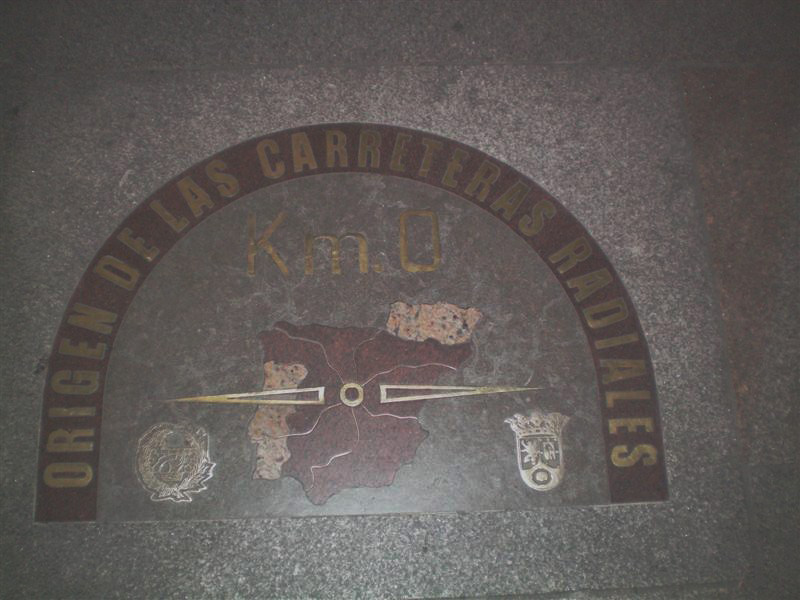 ORIGEN DE LAS CARRETERAS RADIALES
Km. 0